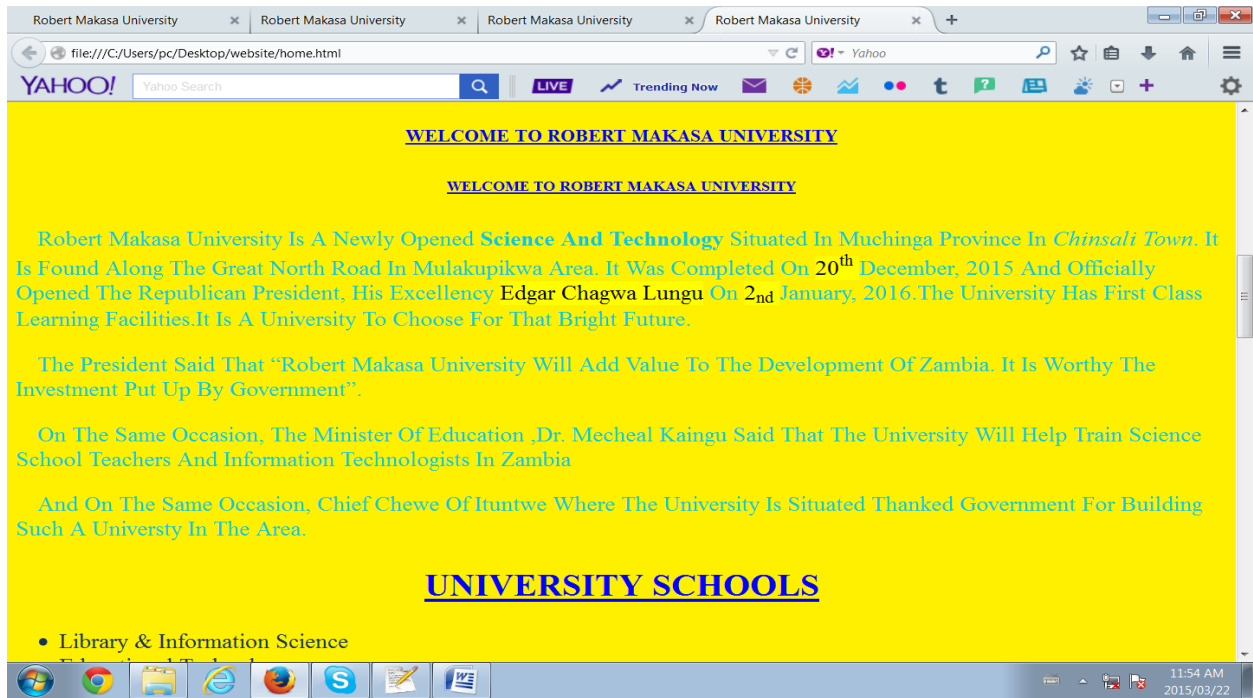 Robert Makasa University Robert Makasa University Robert Makasa University Robert Makasa University
file:///C:/Users/pc/Desktop/website/home.html Yahoo
YAHOO! Yahoo Search LIVE Trending Now
WELCOME TO ROBERT MAKASA UNIVERSITY
WELCOME TO ROBERT MAKASA UNIVERSITY
Robert Makasa University Is A Newly Opened Science And Technology Situated In Muchinga Province In Chinsali Town. It
Is Found Along The Great North Road In Mulakupikwa Area. It Was Completed On 20th December, 2015 And Officially
Opened The Republican President, His Excellency Edgar Chagwa Lungu On 2nd January, 2016.The University Has First Class
Learning Facilities.It Is A University To Choose For That Bright Future.
The President Said That “Robert Makasa University Will Add Value To The Development Of Zambia. It Is Worthy The
Investment Put Up By Government”.
On The Same Occasion, The Minister Of Education ,Dr. Mecheal Kaingu Said That The University Will Help Train Science
School Teachers And Information Technologists In Zambia
And On The Same Occasion, Chief Chewe Of Ituntwe Where The University Is Situated Thanked Government For Building
Such A Universty In The Area.
UNIVERSITY SCHOOLS
• Library & Information Science
11:54 AM
2015/03/22